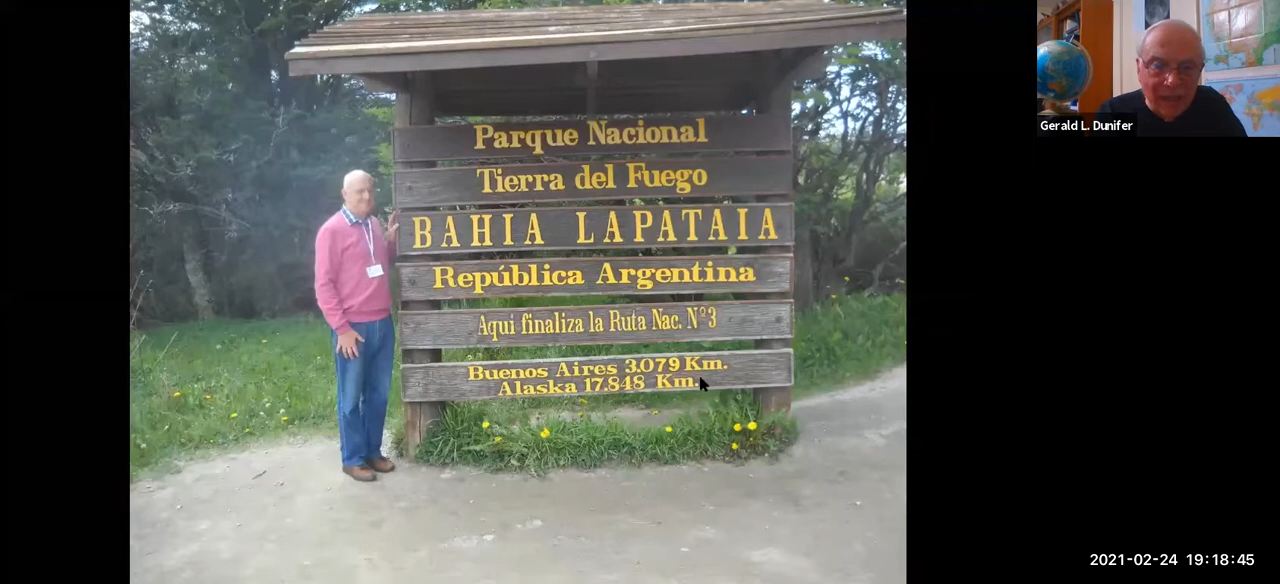 Parque Nacional
Tierra del Fuego
BAHIA LAPATAIA
República Argentina
Aqui finaliza la Ruta Nac. Nº3
Buenos Aires 3.079 Km.
Alaska 17.848 Km.
Gerald L. Dunifer
2021-02-24 19:18:45